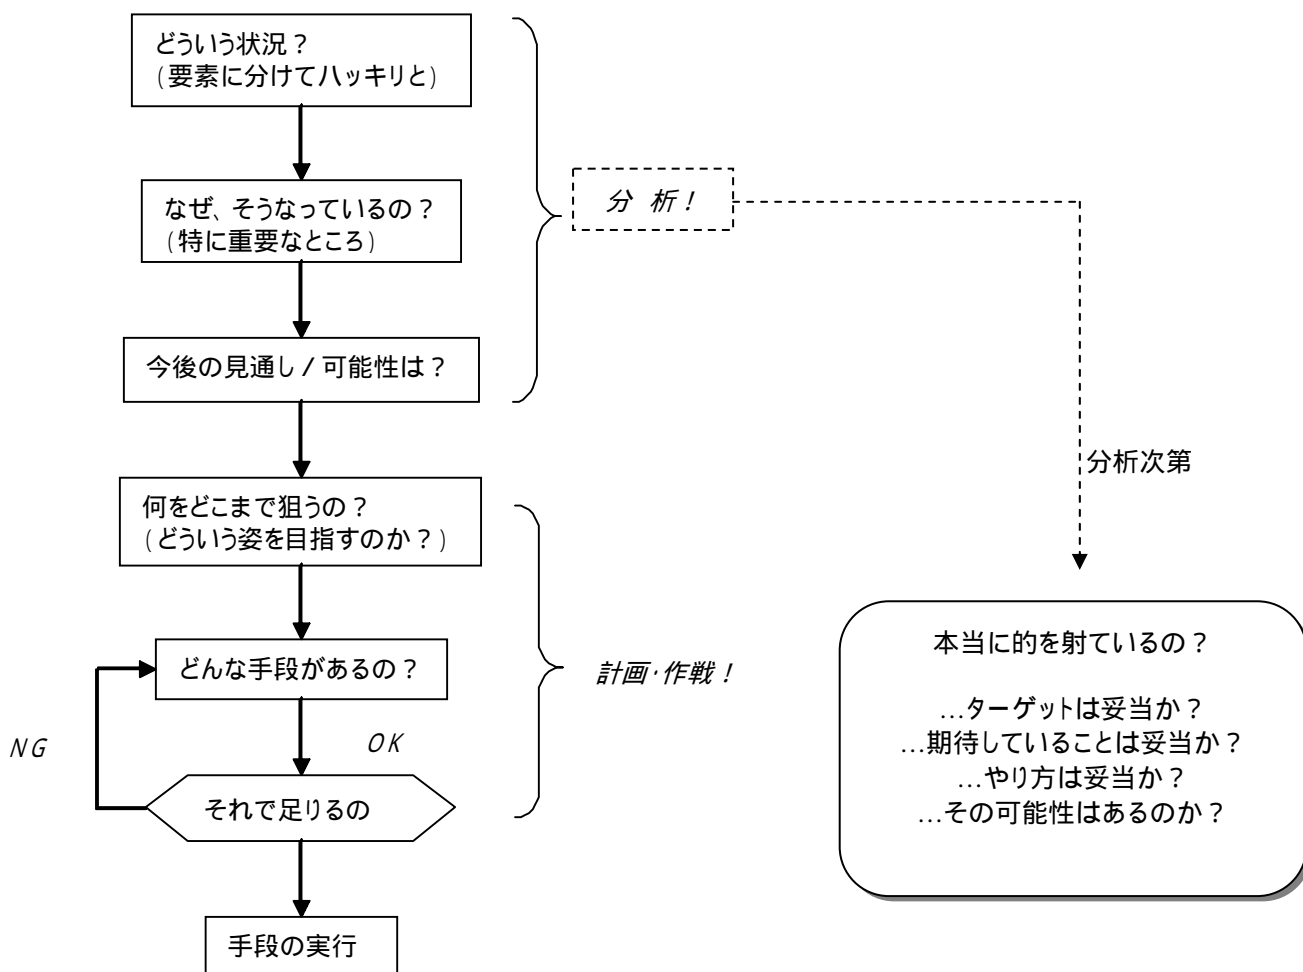 どういう状況？
(要素に分けてハッキリと)
なぜ、そうなっているの？
(特に重要なところ)
今後の見通し／可能性は？
分 析！
分析次第
何をどこまで狙うの？
(どういう姿を目指すのか？)
どんな手段があるの？
計画・作戦！
NG
OK
それで足りるの
手段の実行
本当に的を射ているの？
…ターゲットは妥当か？
…期待していることは妥当か？
…やり方は妥当か？
…その可能性はあるのか？